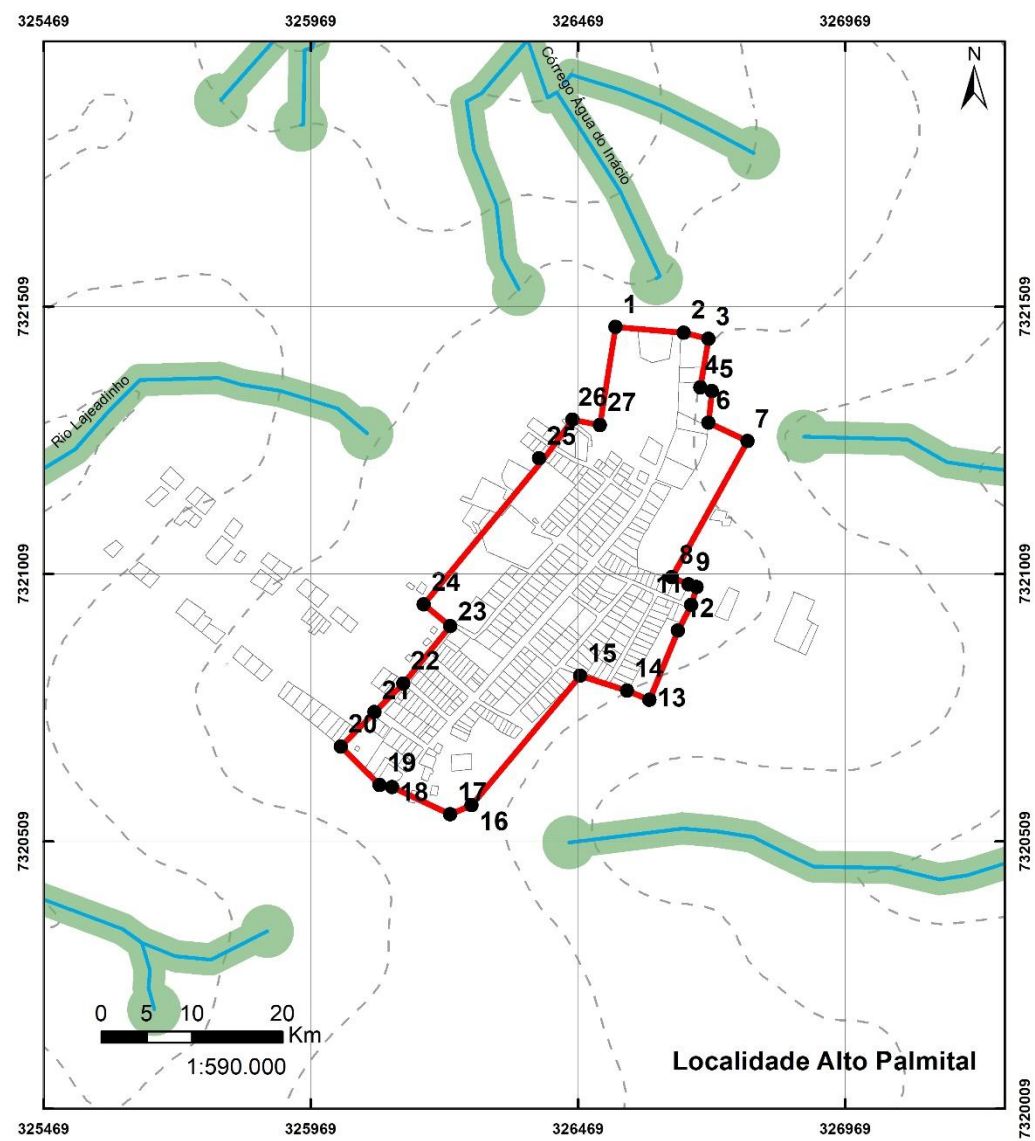 325469 325969 326469 326969
N
Córrego Água do Inácio
7321509 7321509
1 2 3
4 5
6
7
26 27
25
Rio Lajeadinho
8 9
7321009 7321009
11
24
12
23
15
14
22
13
21
20
19
18 17
16
7320509 7320509
0 5 10 20
Km
1:590.000
Localidade Alto Palmital
7320009
325469 325969 326469 326969